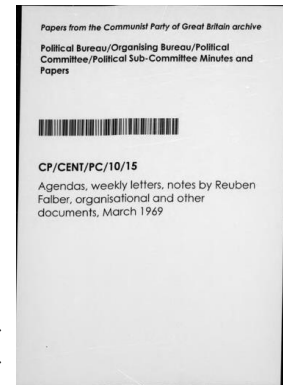 Papers from the Communist Party of Great Britain archive
Political Bureau/Organising Bureau/Political
Committee/Political Sub-Committee Minutes and
Papers
CP/CENT/PC/10/15
Agendas, weekly letters, notes by Reuben
Falber, organisational and other
documents, March 1969